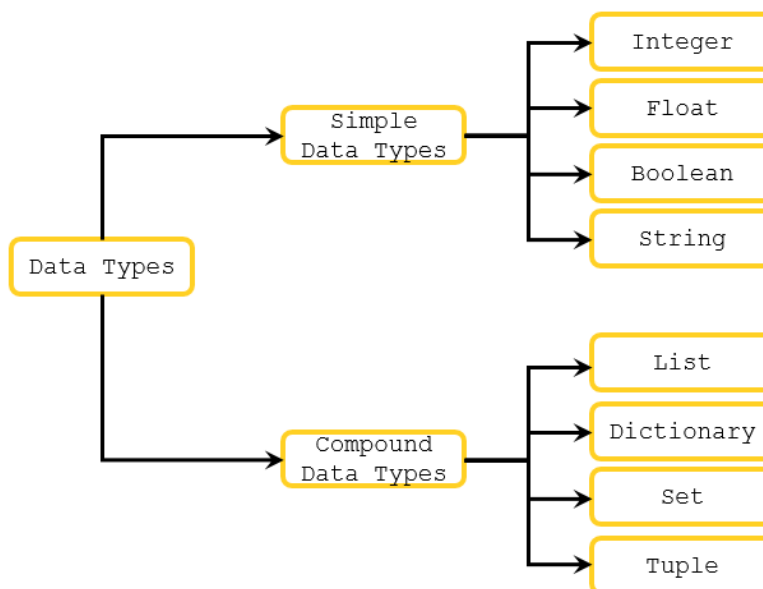 Data Types
Simple
Data Types
Integer
Float
Boolean
String
Compound
Data Types
List
Dictionary
Set
Tuple